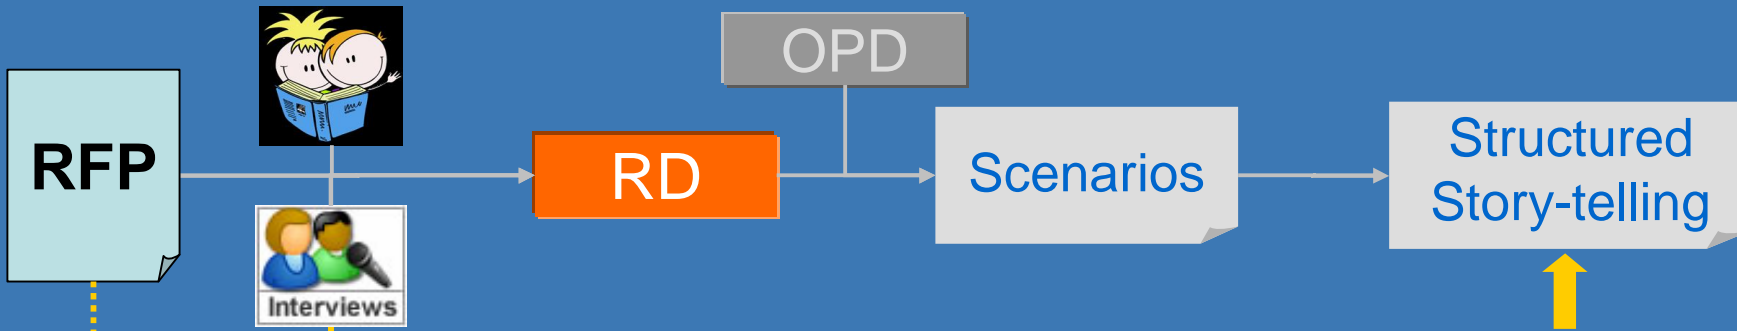 OPD
RFP
RD
Scenarios
Structured
Story-telling
Interviews